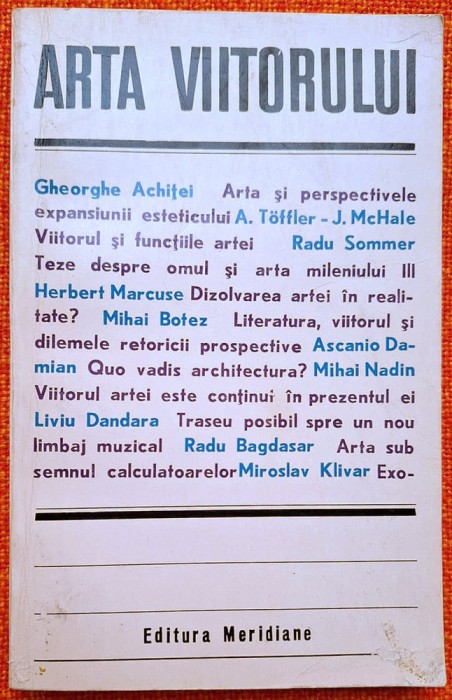 ARTA VIITORULUI
Gheorghe Achiței Arta și perspectivele
expansiunii esteticului A. Töffler - J. McHale
Viitorul și funcțiile artei Radu Sommer
Teze despre omul și arta mileniului III
Herbert Marcuse Dizolvarea artei în reali-
tate? Mihai Botez Literatura, viitorul și
dilemele retoricii prospective Ascanio Da-
mian Quo vadis architectura? Mihai Nadin
Viitorul artei este conținut în prezentul ei
Liviu Dandara Traseu posibil spre un nou
limbaj muzical Radu Bagdasar Arta sub
semnul calculatoarelor Miroslav Klivar Exo-
Editura Meridiane